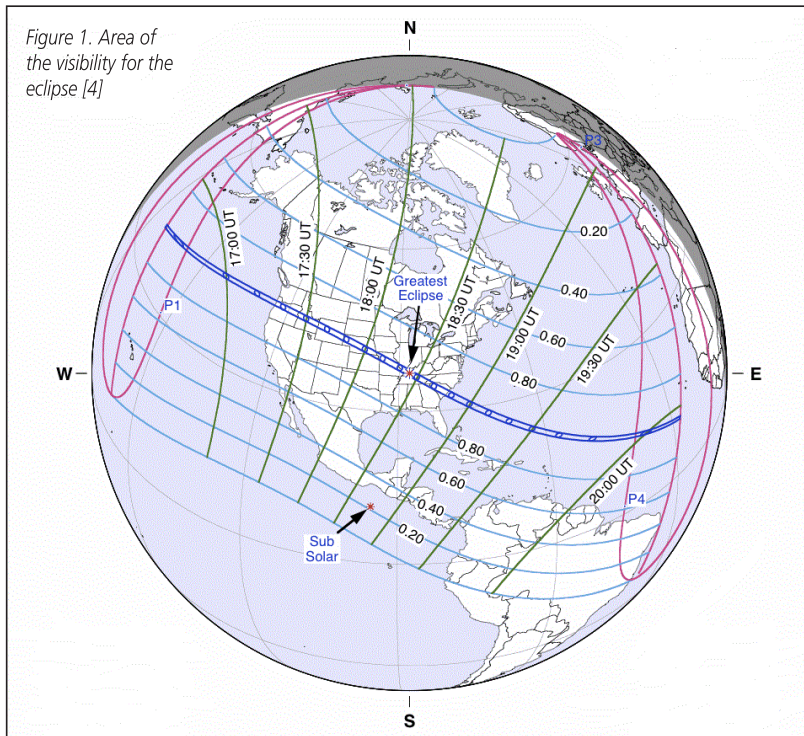 Figure 1. Area of
the visibility for the
eclipse [4]
N
P3
0.20
17:00 UT
17:30 UT
18:00 UT
Greatest
Eclipse
18:30 UT
0.40
P1
19:00 UT
0.60
19:30 UT
W
E
0.80
0.80
0.60
20:00 UT
P4
0.40
0.20
Sub
Solar
S